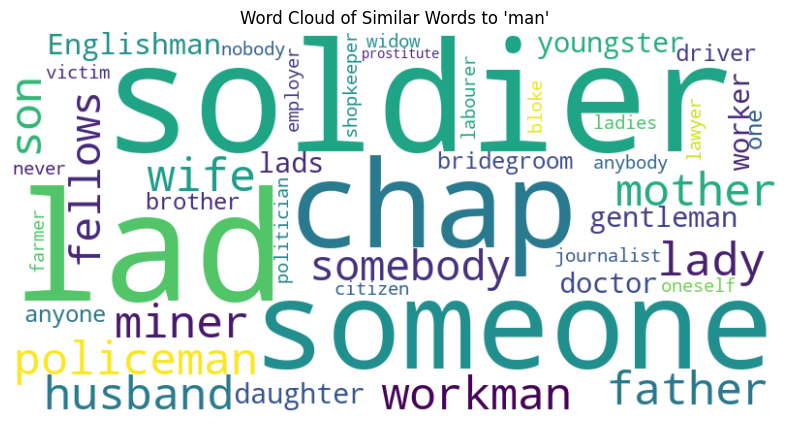 Word Cloud of Similar Words to 'man'
Englishman
nobody
widow
prostitute
youngster
driver
victim
employer
shopkeeper
soldier
labourer
bloke
ladies
lawyer
worker
one
son
fellows
never
wife
lads
bridegroom
anybody
brother
chap
mother
farmer
lad
politician
gentleman
somebody
journalist
lady
doctor
oneself
citizen
anyone
miner
someone
policeman
husband
daughter
workman
father